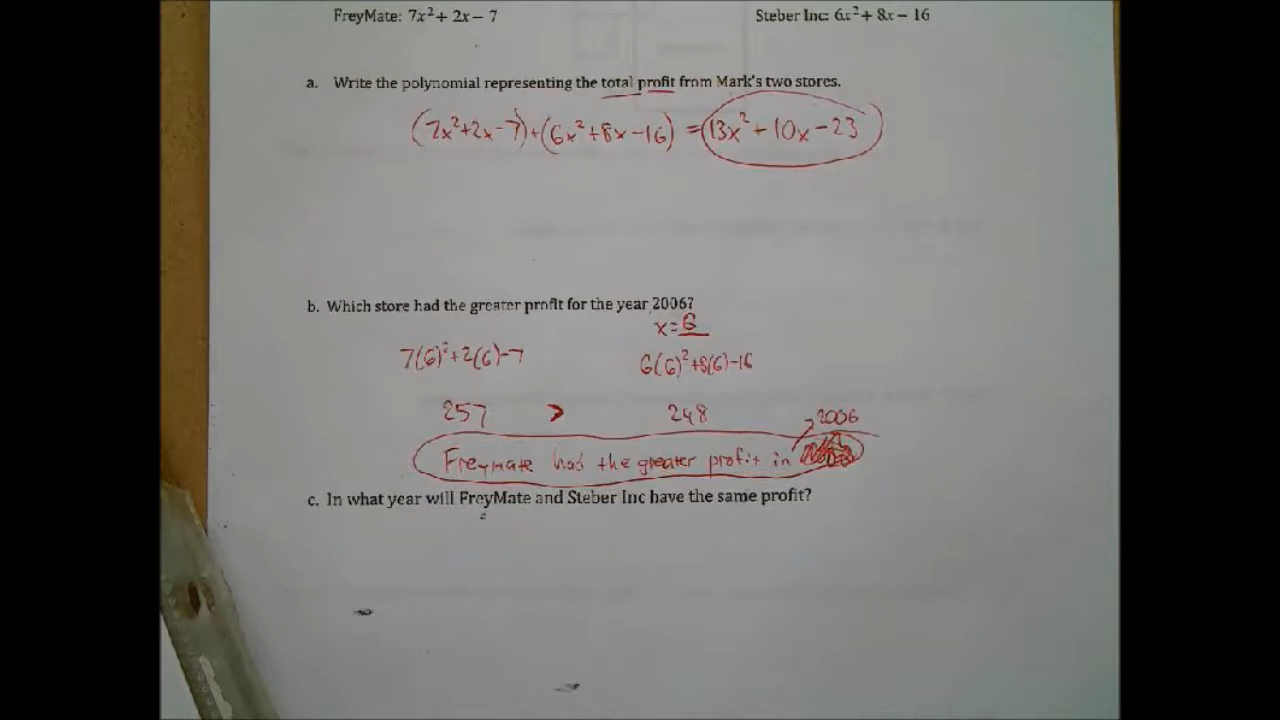 FreyMate: 7x² + 2x – 7 Steber Inc: 6x² + 8x – 16
a. Write the polynomial representing the total profit from Mark's two stores.
(7x²+2x-7)+(6x²+8x-16) = 13x²+10x-23
b. Which store had the greater profit for the year 2006?
x=6
7(6)²+2(6)-7 6(6)²+8(6)-16
257 > 248
2006
Freymate had the greater profit in
c. In what year will FreyMate and Steber Inc have the same profit?